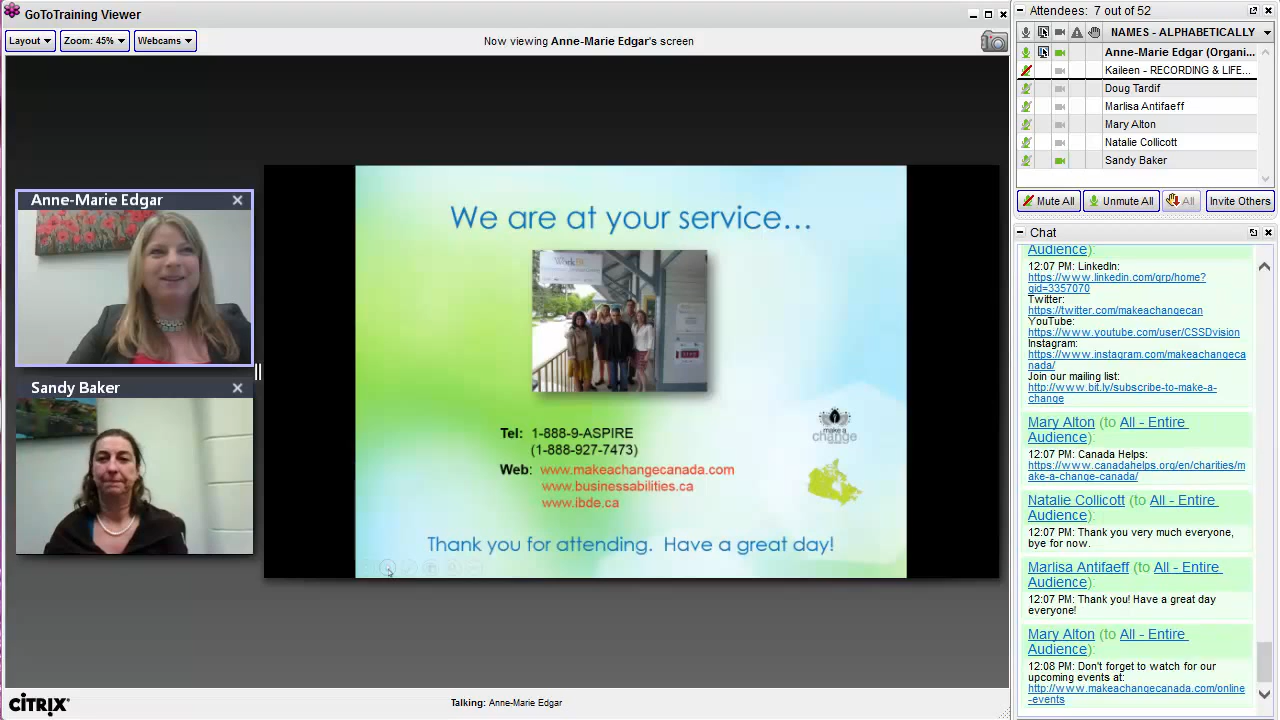 GoToTraining Viewer
Layout
Zoom: 45%
Webcams
Now viewing Anne-Marie Edgar's screen
Anne-Marie Edgar
Sandy Baker
We are at your service...
Work
Tel: 1-888-9-ASPIRE
(1-888-927-7473)
Web: www.makeachangecanada.com
www.businessabilities.ca
www.ibde.ca
make a
change
Thank you for attending. Have a great day!
CITRIX
Talking: Anne-Marie Edgar
Attendees: 7 out of 52
NAMES - ALPHABETICALLY
Anne-Marie Edgar (Organi...
Kaileen - RECORDING & LIFE...
Doug Tardif
Marlisa Antifaeff
Mary Alton
Natalie Collicott
Sandy Baker
Mute All
Unmute All
All
Invite Others
Chat
Audience):
12:07 PM: LinkedIn:
https://www.linkedin.com/grp/home?
gid=3357070
Twitter:
https://twitter.com/makeachangecan
YouTube:
https://www.youtube.com/user/CSSDvision
Instagram:
https://www.instagram.com/makeachangeca
nada/
Join our mailing list:
http://www.bit.ly/subscribe-to-make-a-
change
Mary Alton (to All - Entire
Audience):
12:07 PM: Canada Helps:
https://www.canadahelps.org/en/charities/m
ake-a-change-canada/
Natalie Collicott (to All - Entire
Audience):
12:07 PM: Thank you very much everyone,
bye for now.
Marlisa Antifaeff (to All - Entire
Audience):
12:07 PM: Thank you! Have a great day
everyone!
Mary Alton (to All - Entire
Audience):
12:08 PM: Don't forget to watch for our
upcoming events at:
http://www.makeachangecanada.com/online
-events